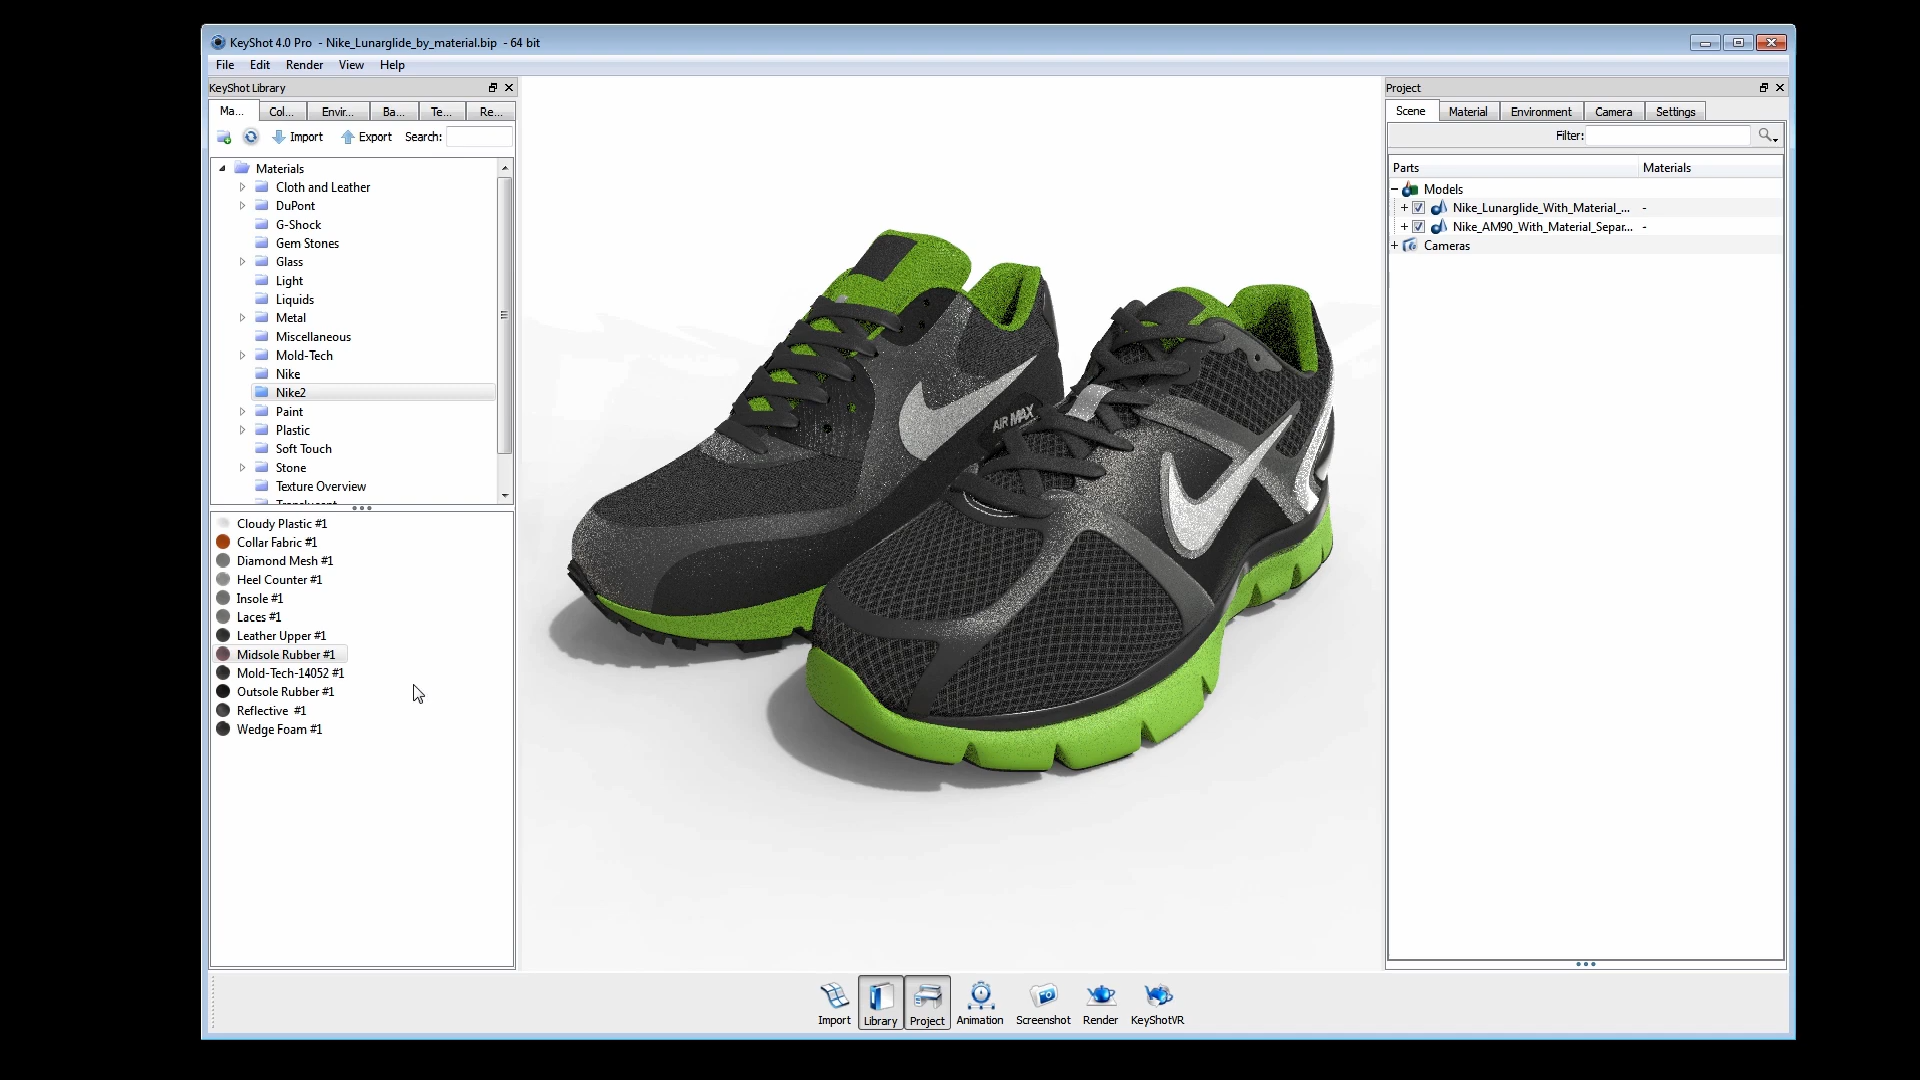 KeyShot 4.0 Pro - Nike_Lunarglide_by_material.bip - 64 bit
File Edit Render View Help
KeyShot Library
Ma... Col... Envir... Ba... Te... Re...
Import Export Search:
Materials
Cloth and Leather
DuPont
G-Shock
Gem Stones
Glass
Light
Liquids
Metal
Miscellaneous
Mold-Tech
Nike
Nike2
Paint
Plastic
Soft Touch
Stone
Texture Overview
Translucent
Cloudy Plastic #1
Collar Fabric #1
Diamond Mesh #1
Heel Counter #1
Insole #1
Laces #1
Leather Upper #1
Midsole Rubber #1
Mold-Tech-14052 #1
Outsole Rubber #1
Reflective #1
Wedge Foam #1
AIR MAX
Project
Scene Material Environment Camera Settings
Filter:
Parts Materials
Models
Nike_Lunarglide_With_Material_... -
Nike_AM90_With_Material_Separ... -
Cameras
Import Library Project Animation Screenshot Render KeyShotVR